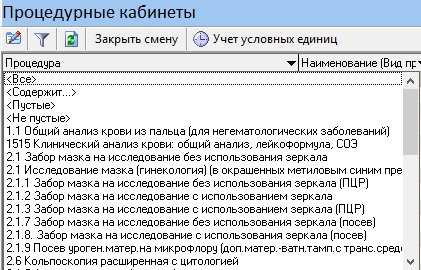 Процедурные кабинеты
Закрыть смену Учет условных единиц
Процедура Наименование (Вид пр
<Все>
<Содержит...>
<Пустые>
<Не пустые>
1.1 Общий анализ крови из пальца (для негематологических заболеваний)
1515 Клинический анализ крови: общий анализ, лейкоформула, СОЭ
2.1 Забор мазка на исследование без использования зеркала
2.1 Исследование мазка (гинекология) (в окрашенных метиловым синим пре
2.1.1 Забор мазка на исследование без использования зеркала (ПЦР)
2.1.2 Забор мазка на исследование с использованием зеркала
2.1.3 Забор мазка на исследование с использованием зеркала (ПЦР)
2.1.7 Забор мазка на исследование без использования зеркала (посев)
2.1.8. Забор мазка на исследование с использования зеркала (посев)
2.1.9 Посев уроген.матер.на микрофлору (доп.матер.-ватн.тамп.с транс.средо
2.6 Кольпоскопия расширенная с цитологией